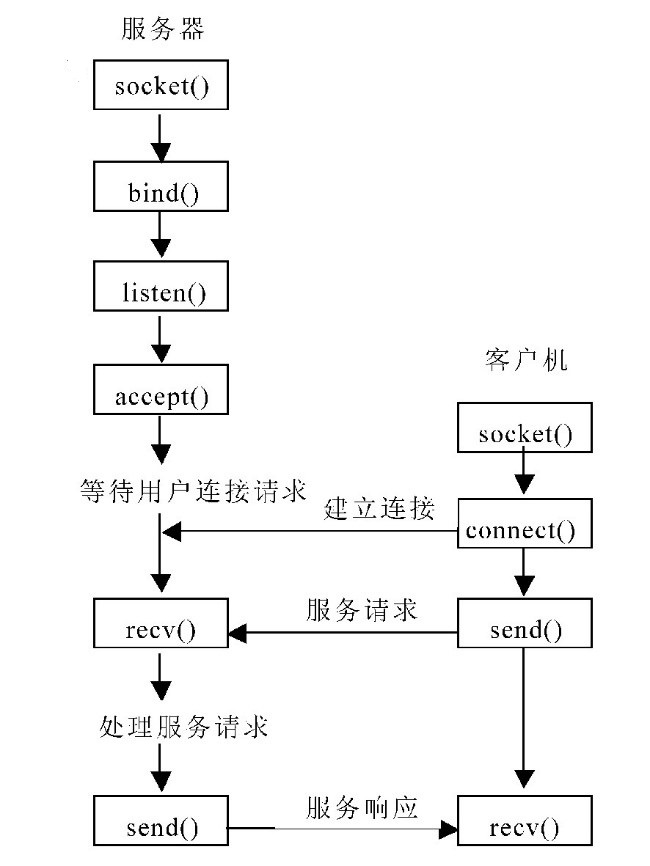 服务器
socket()
bind()
listen()
accept()
等待用户连接请求
recv()
处理服务请求
send()
客户机
socket()
connect()
send()
recv()
建立连接
服务请求
服务响应